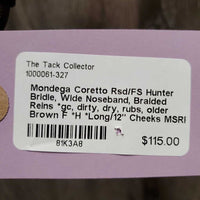 The Tack Collector
1000061-327
Mondega Coretto Rsd/FS Hunter
Bridle, Wide Noseband, Braided
Reins *gc, dirty, dry, rubs, older
Brown F *H *Long/12" Cheeks MSRI
81K3A8
$115.00